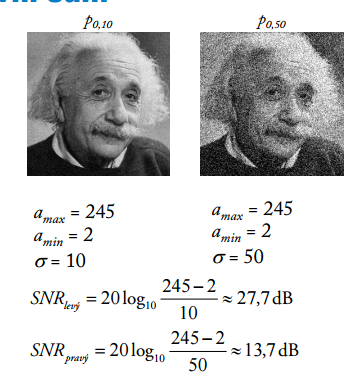 p0,10 p0,50
amax = 245
amin = 2
σ = 10
amax = 245
amin = 2
σ = 50
SNRlevý = 20 log10 (245 − 2)/10 ≈ 27,7 dB
SNRpravý = 20 log10 (245 − 2)/50 ≈ 13,7 dB